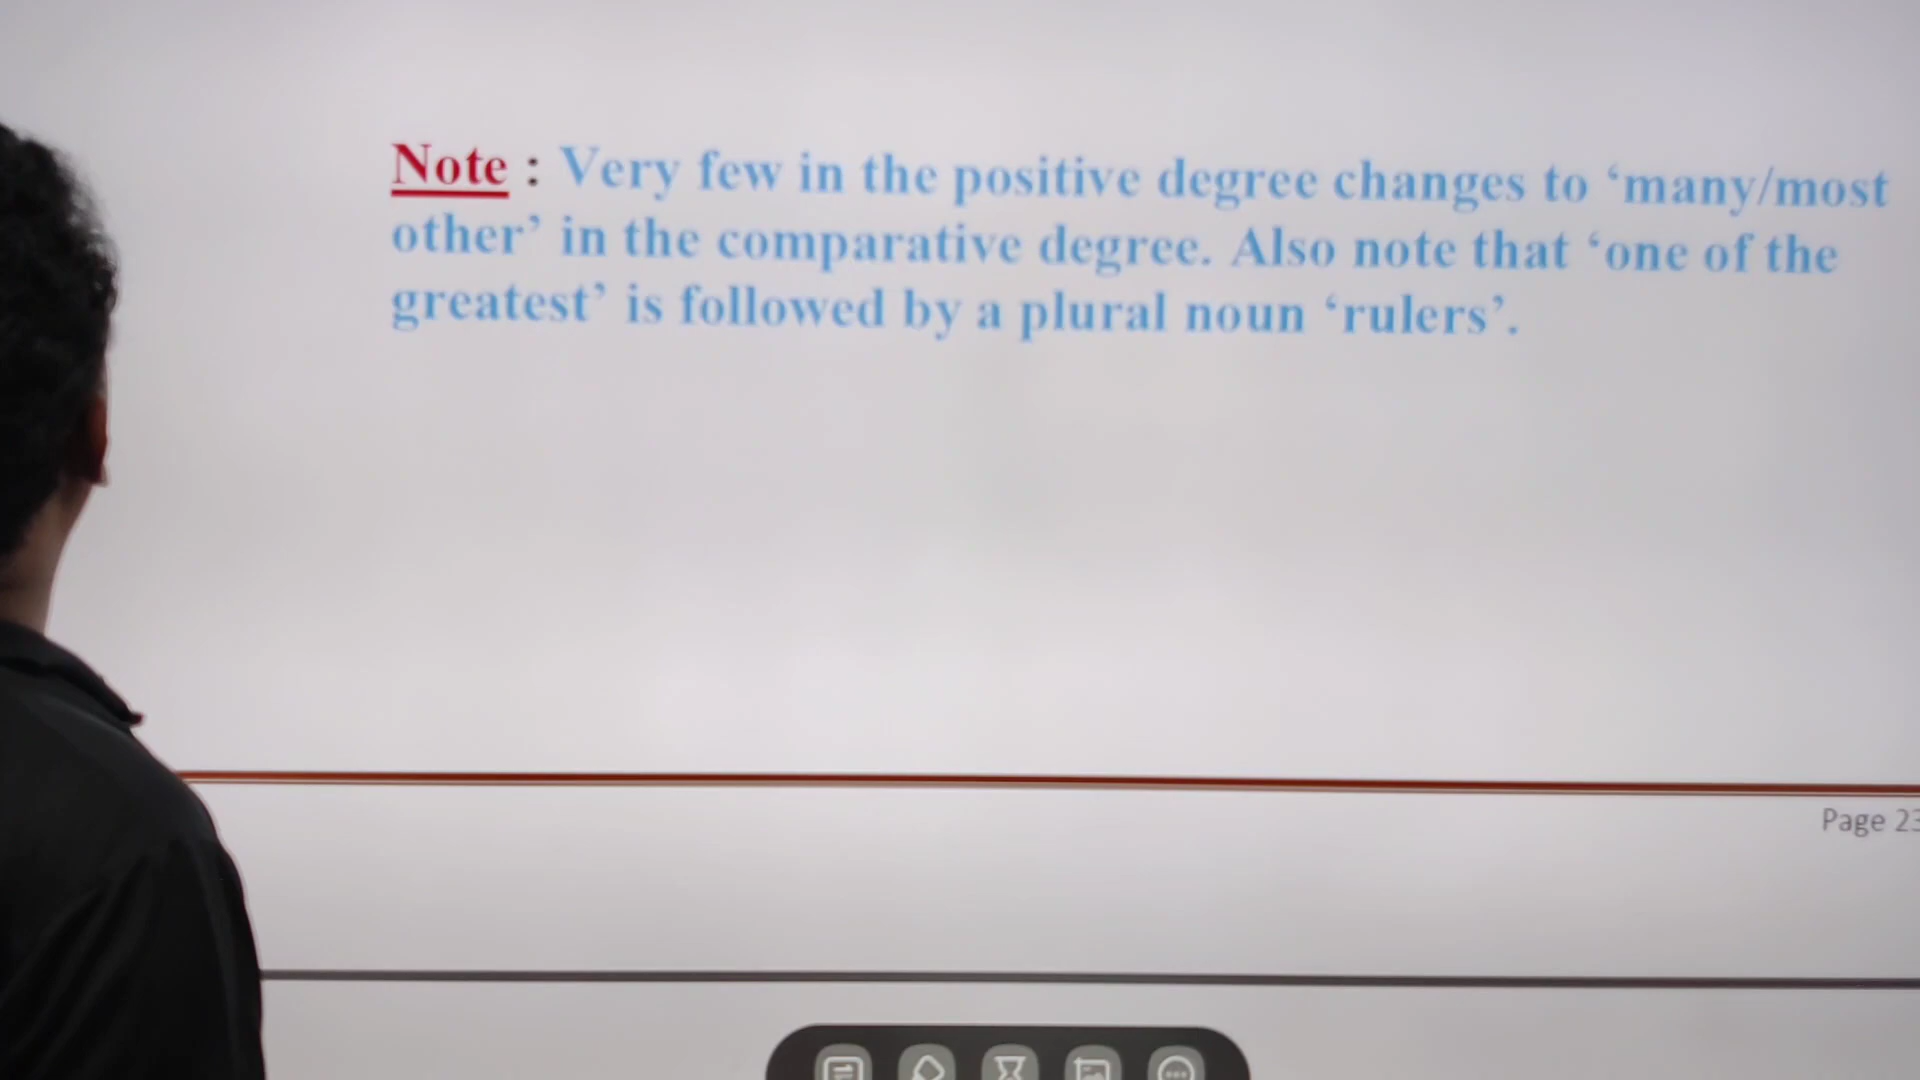 Note : Very few in the positive degree changes to ‘many/most
other’ in the comparative degree. Also note that ‘one of the
greatest’ is followed by a plural noun ‘rulers’.
Page 23